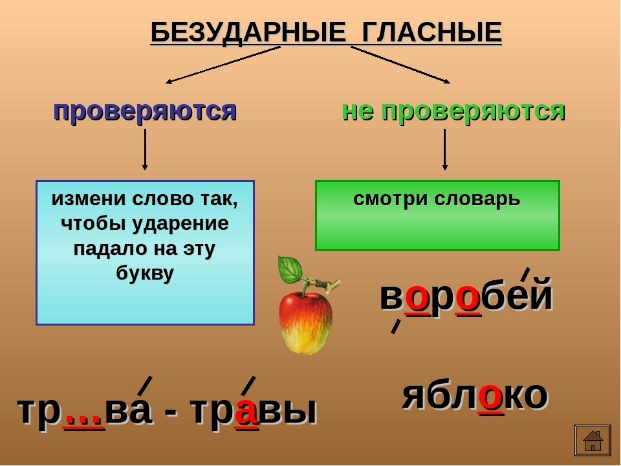 БЕЗУДАРНЫЕ ГЛАСНЫЕ
проверяются
не проверяются
измени слово так,
чтобы ударение
падало на эту
букву
смотри словарь
воробей
яблоко
тр...ва - травы